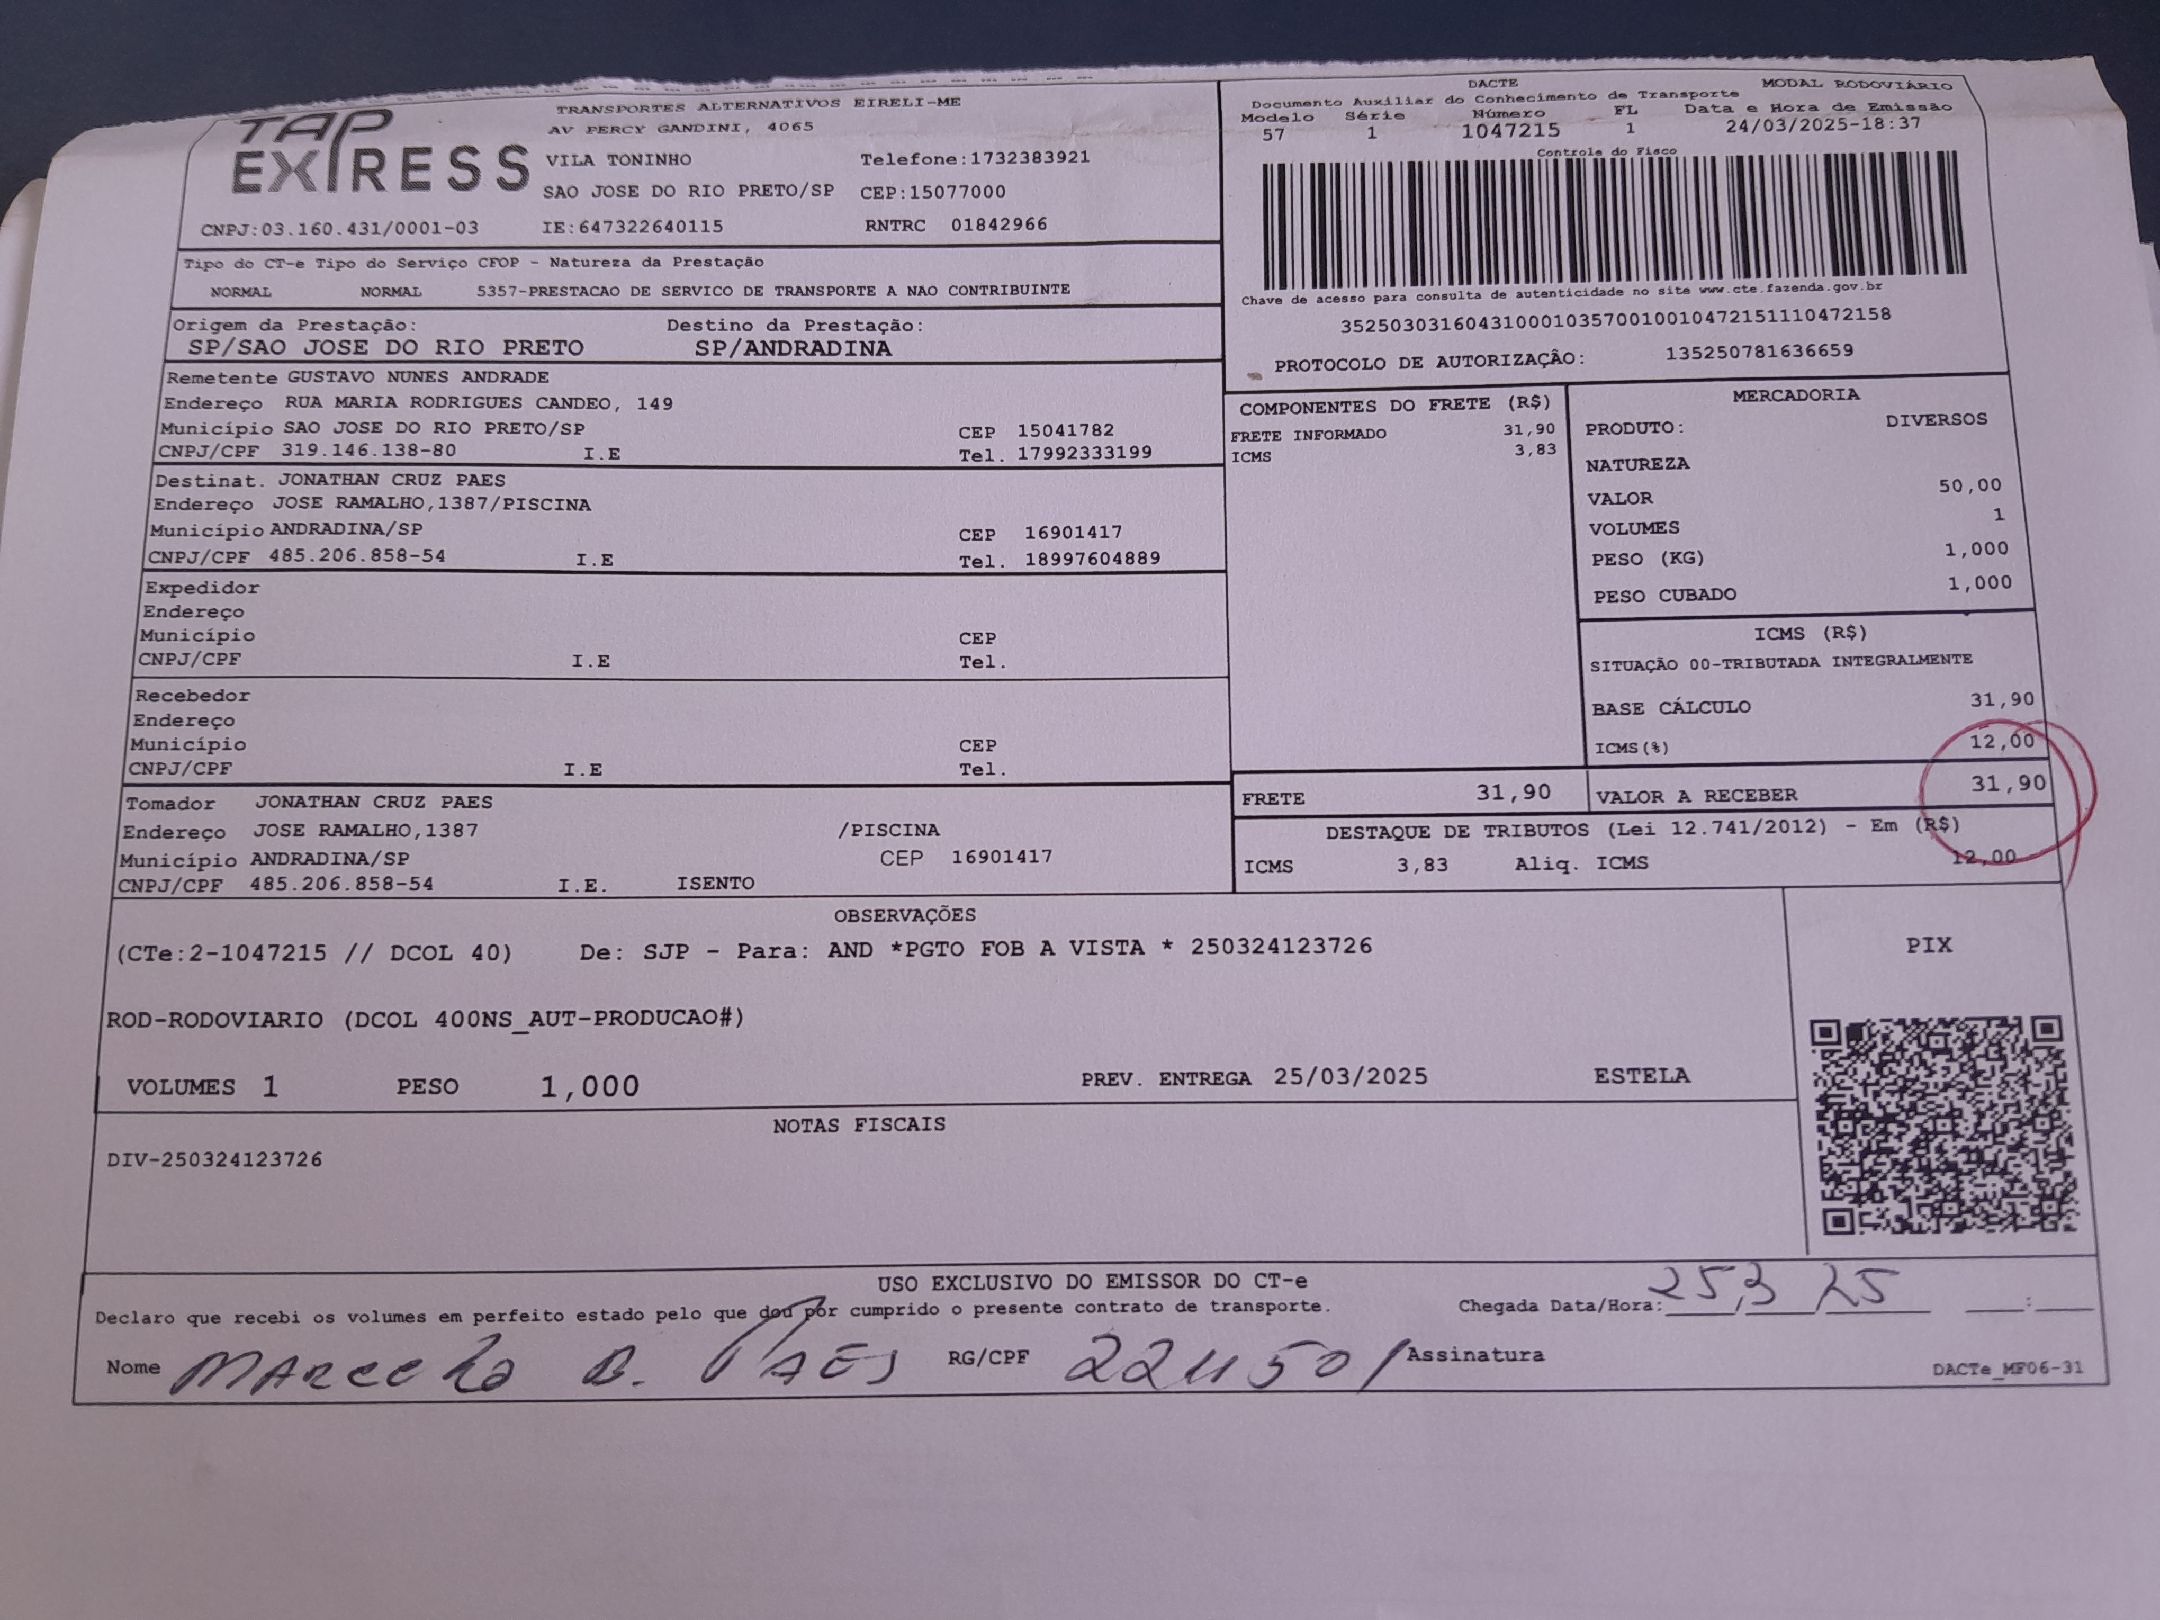 TAP EXPRESS
TRANSPORTES ALTERNATIVOS EIRELI-ME
AV PERCY GANDINI, 4065
VILA TONINHO Telefone:1732383921
SAO JOSE DO RIO PRETO/SP CEP:15077000
CNPJ:03.160.431/0001-03 IE:647322640115 RNTRC 01842966
DACTE MODAL RODOVIÁRIO
Documento Auxiliar do Conhecimento de Transporte
Modelo Série Número FL Data e Hora de Emissão
57 1 1047215 1 24/03/2025-18:37
Controle do Fisco
Chave de acesso para consulta de autenticidade no site www.cte.fazenda.gov.br
35250303160431000103570010010472151110472158
PROTOCOLO DE AUTORIZAÇÃO: 135250781636659
Tipo do CT-e Tipo do Serviço CFOP - Natureza da Prestação
NORMAL NORMAL 5357-PRESTACAO DE SERVICO DE TRANSPORTE A NAO CONTRIBUINTE
Origem da Prestação: Destino da Prestação:
SP/SAO JOSE DO RIO PRETO SP/ANDRADINA
Remetente GUSTAVO NUNES ANDRADE
Endereço RUA MARIA RODRIGUES CANDEO, 149
Município SAO JOSE DO RIO PRETO/SP CEP 15041782
CNPJ/CPF 319.146.138-80 I.E Tel. 17992333199
Destinat. JONATHAN CRUZ PAES
Endereço JOSE RAMALHO,1387/PISCINA
Município ANDRADINA/SP CEP 16901417
CNPJ/CPF 485.206.858-54 I.E Tel. 18997604889
Expedidor
Endereço
Município CEP
CNPJ/CPF I.E Tel.
Recebedor
Endereço
Município CEP
CNPJ/CPF I.E Tel.
Tomador JONATHAN CRUZ PAES
Endereço JOSE RAMALHO,1387 /PISCINA
Município ANDRADINA/SP CEP 16901417
CNPJ/CPF 485.206.858-54 I.E. ISENTO
COMPONENTES DO FRETE (R$)
FRETE INFORMADO 31,90
ICMS 3,83
MERCADORIA
PRODUTO: DIVERSOS
NATUREZA
VALOR 50,00
VOLUMES 1
PESO (KG) 1,000
PESO CUBADO 1,000
ICMS (R$)
SITUAÇÃO 00-TRIBUTADA INTEGRALMENTE
BASE CÁLCULO 31,90
ICMS(%) 12,00
FRETE 31,90 VALOR A RECEBER 31,90
DESTAQUE DE TRIBUTOS (Lei 12.741/2012) - Em (R$)
ICMS 3,83 Aliq. ICMS 12,00
OBSERVAÇÕES
(CTe:2-1047215 // DCOL 40) De: SJP - Para: AND *PGTO FOB A VISTA * 250324123726
ROD-RODOVIARIO (DCOL 400NS_AUT-PRODUCAO#)
VOLUMES 1 PESO 1,000 PREV. ENTREGA 25/03/2025 ESTELA
PIX
NOTAS FISCAIS
DIV-250324123726
USO EXCLUSIVO DO EMISSOR DO CT-e
Declaro que recebi os volumes em perfeito estado pelo que dou por cumprido o presente contrato de transporte. Chegada Data/Hora: 25/3/25 __:__
Nome MARCELO B. PAES RG/CPF 2241501 Assinatura
DACTe_MF06-31